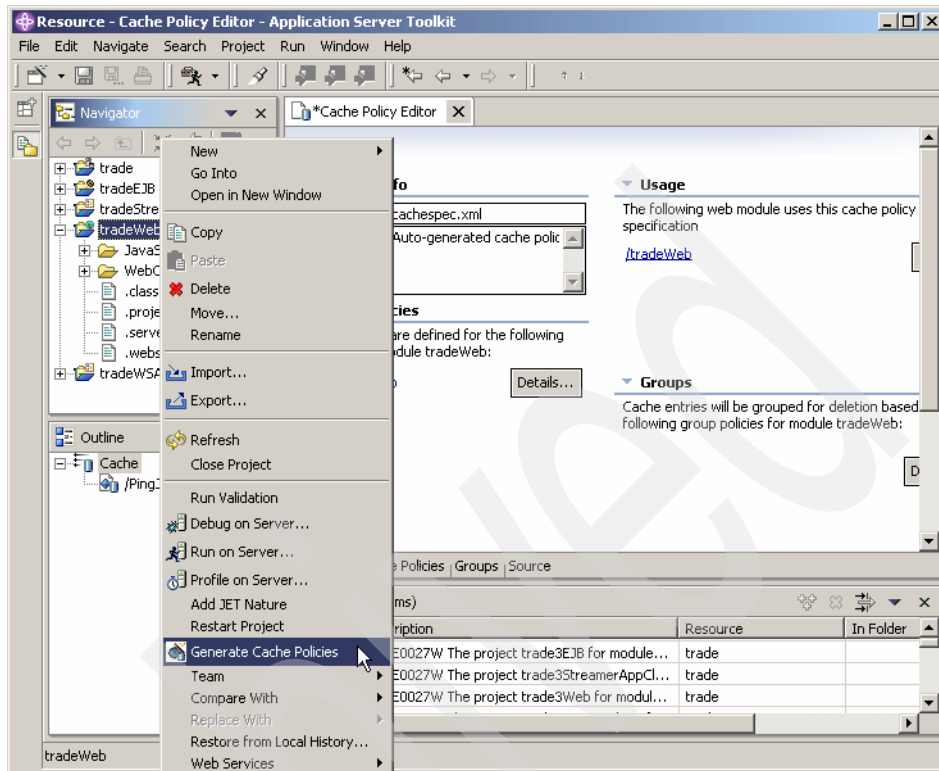 Resource - Cache Policy Editor - Application Server Toolkit
File Edit Navigate Search Project Run Window Help
Navigator
*Cache Policy Editor
trade
tradeEJB
tradeStre
tradeWeb
JavaS
WebC
.class
.proje
.serve
.webs
tradeWSA
New
Go Into
Open in New Window
Copy
Paste
Delete
Move...
Rename
Import...
Export...
Refresh
Close Project
Run Validation
Debug on Server...
Run on Server...
Profile on Server...
Add JET Nature
Restart Project
Generate Cache Policies
Team
Compare With
Replace With
Restore from Local History...
Web Services
fo
cachespec.xml
Auto-generated cache polic
cies
are defined for the following
dule tradeWeb:
Details...
Usage
The following web module uses this cache policy
specification
/tradeWeb
Groups
Cache entries will be grouped for deletion based
following group policies for module tradeWeb:
D
Outline
Cache
/PingJ
Policies Groups Source
ms)
ription Resource In Folder
E0027W The project trade3EJB for module... trade
E0027W The project trade3StreamerAppCl... trade
E0027W The project trade3Web for modul... trade
tradeWeb